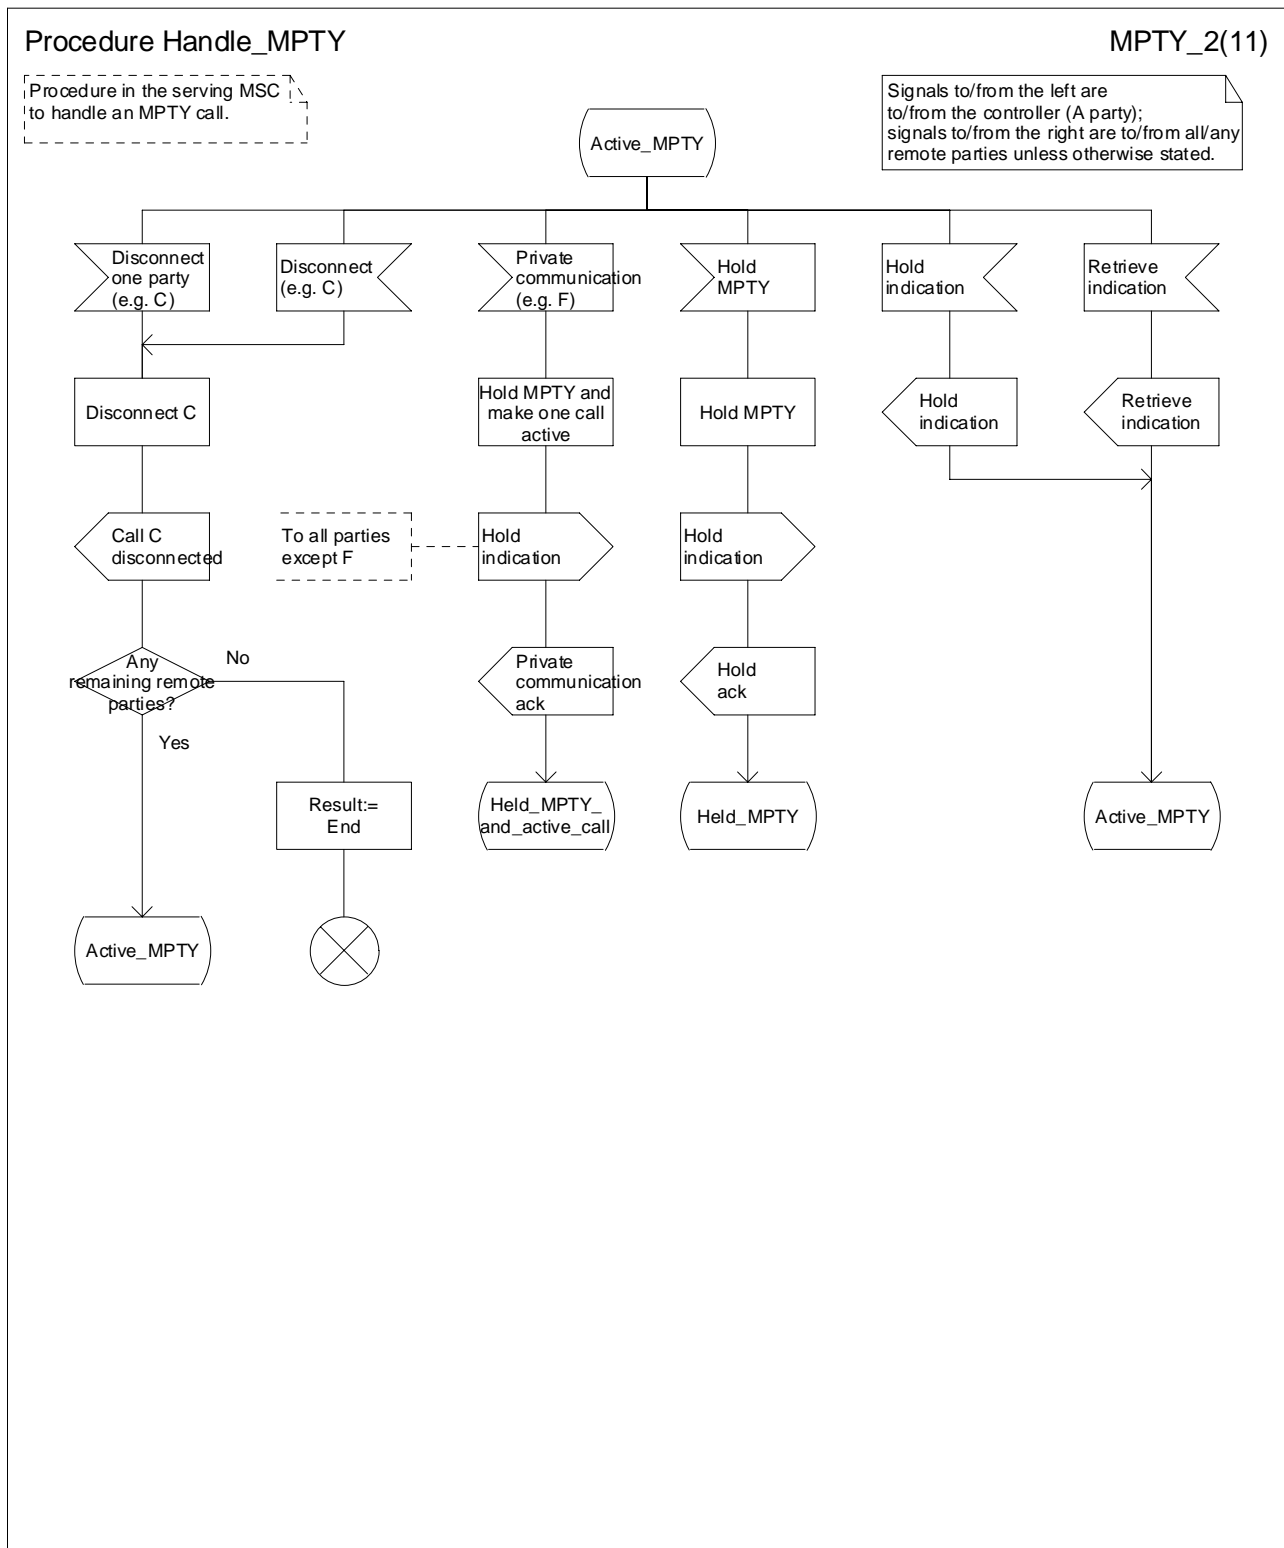 Procedure Handle_MPTY
MPTY_2(11)
Procedure in the serving MSC
to handle an MPTY call.
Signals to/from the left are
to/from the controller (A party);
signals to/from the right are to/from all/any
remote parties unless otherwise stated.
Active_MPTY
Disconnect
one party
(e.g. C)
Disconnect
(e.g. C)
Private
communication
(e.g. F)
Hold
MPTY
Hold
indication
Retrieve
indication
Disconnect C
Hold MPTY and
make one call
active
Hold MPTY
Hold
indication
Retrieve
indication
Call C
disconnected
To all parties
except F
Hold
indication
Hold
indication
Any
remaining remote
parties?
No
Yes
Private
communication
ack
Hold
ack
Result:=
End
Held_MPTY_
and_active_call
Held_MPTY
Active_MPTY
Active_MPTY